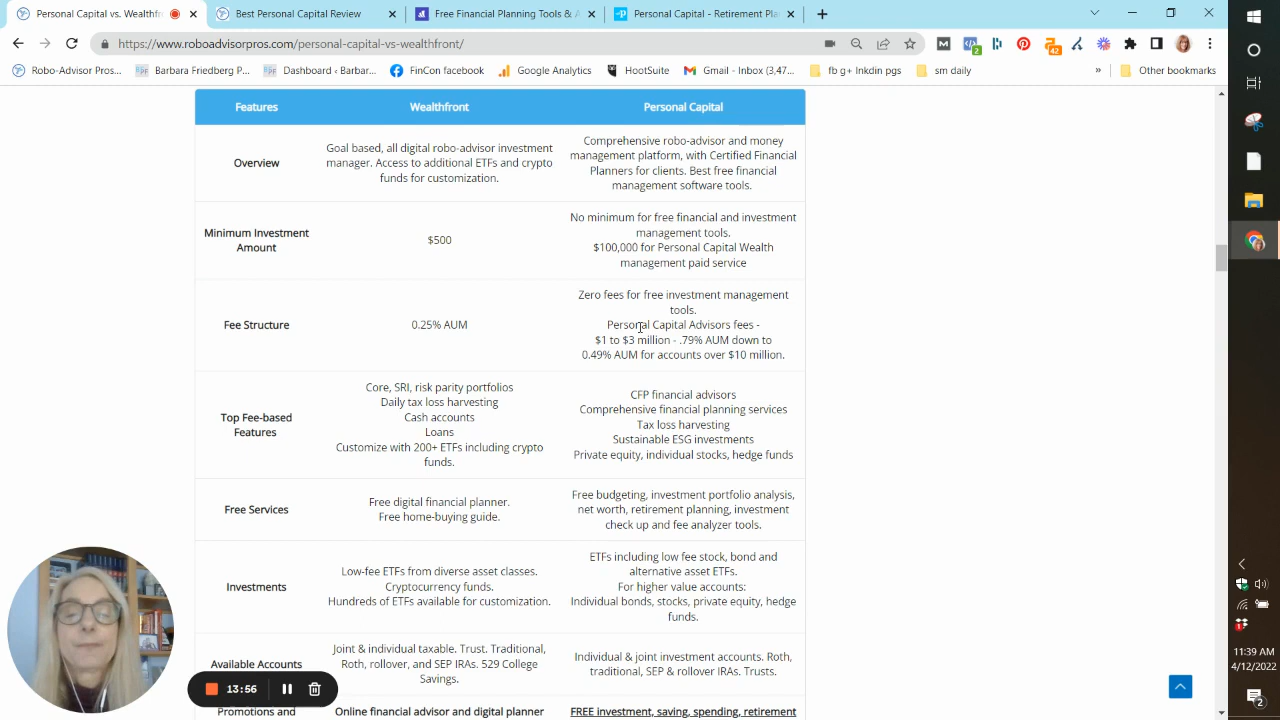 Personal Capital vs. Wealthfr
Best Personal Capital Review
Free Financial Planning Tools & A
Personal Capital - Retirement Pla
https://www.roboadvisorpros.com/personal-capital-vs-wealthfront/
2
42
Robo-Advisor Pros...
Barbara Friedberg P...
Dashboard ‹ Barbar...
FinCon facebook
Google Analytics
HootSuite
Gmail - Inbox (3,47...
fb g+ lnkdin pgs
sm daily
»
Other bookmarks
Features
Wealthfront
Personal Capital
Overview
Goal based, all digital robo-advisor investment
manager. Access to additional ETFs and crypto
funds for customization.
Comprehensive robo-advisor and money
management platform, with Certified Financial
Planners for clients. Best free financial
management software tools.
Minimum Investment
Amount
$500
No minimum for free financial and investment
management tools.
$100,000 for Personal Capital Wealth
management paid service
Fee Structure
0.25% AUM
Zero fees for free investment management
tools.
Personal Capital Advisors fees -
$1 to $3 million - .79% AUM down to
0.49% AUM for accounts over $10 million.
Top Fee-based
Features
Core, SRI, risk parity portfolios
Daily tax loss harvesting
Cash accounts
Loans
Customize with 200+ ETFs including crypto
funds.
CFP financial advisors
Comprehensive financial planning services
Tax loss harvesting
Sustainable ESG investments
Private equity, individual stocks, hedge funds
Free Services
Free digital financial planner.
Free home-buying guide.
Free budgeting, investment portfolio analysis,
net worth, retirement planning, investment
check up and fee analyzer tools.
Investments
Low-fee ETFs from diverse asset classes.
Cryptocurrency funds.
Hundreds of ETFs available for customization.
ETFs including low fee stock, bond and
alternative asset ETFs.
For higher value accounts:
Individual bonds, stocks, private equity, hedge
funds.
Available Accounts
Joint & individual taxable. Trust. Traditional,
Roth, rollover, and SEP IRAs. 529 College
Savings.
Individual & joint investment accounts. Roth,
traditional, SEP & rollover IRAs. Trusts.
Promotions and
Online financial advisor and digital planner
FREE investment, saving, spending, retirement
13:56
11:39 AM
4/12/2022
2